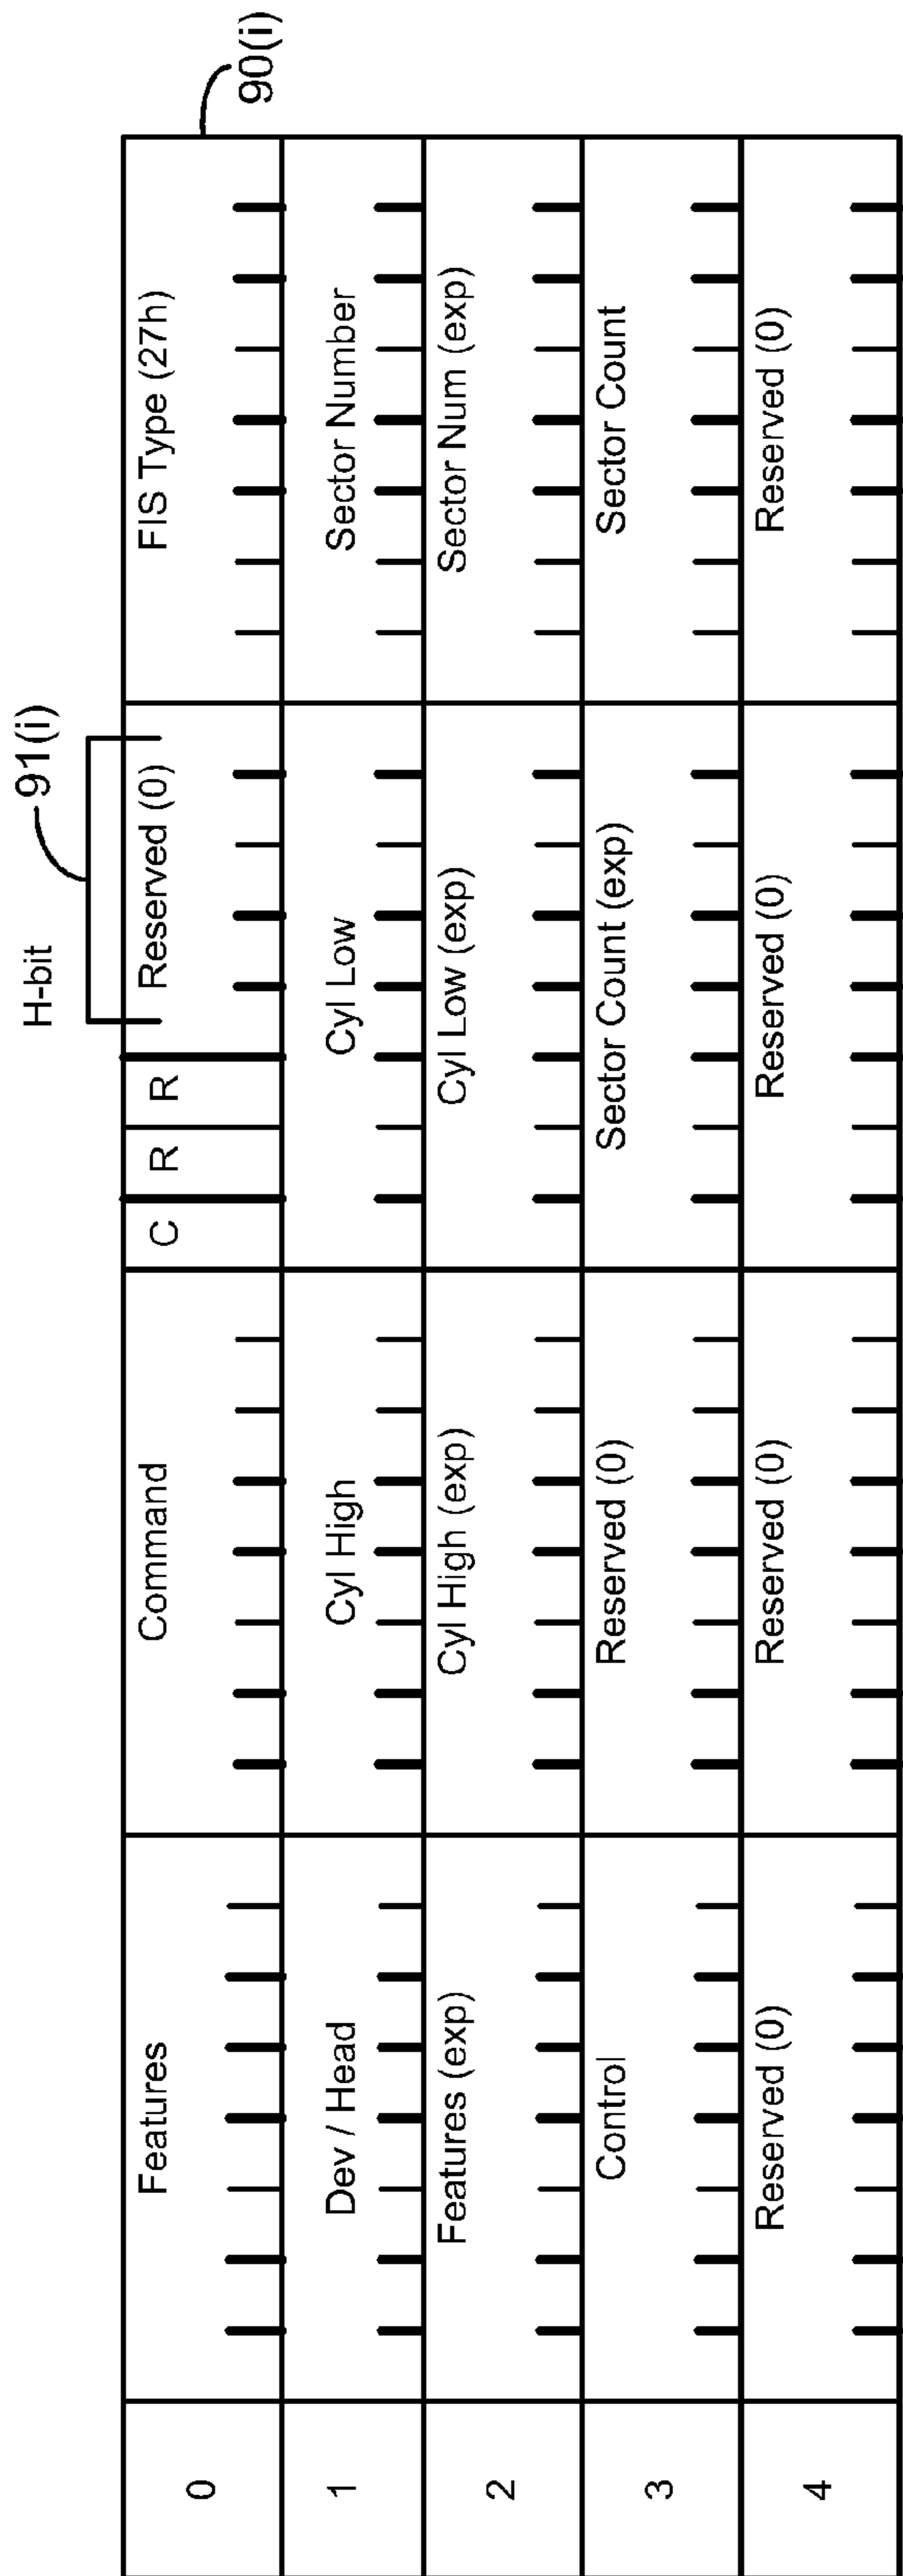 H-bit
91(i)
90(i)
0
Features
Command
C
R
R
Reserved (0)
FIS Type (27h)
1
Dev / Head
Cyl High
Cyl Low
Sector Number
2
Features (exp)
Cyl High (exp)
Cyl Low (exp)
Sector Num (exp)
3
Control
Reserved (0)
Sector Count (exp)
Sector Count
4
Reserved (0)
Reserved (0)
Reserved (0)
Reserved (0)